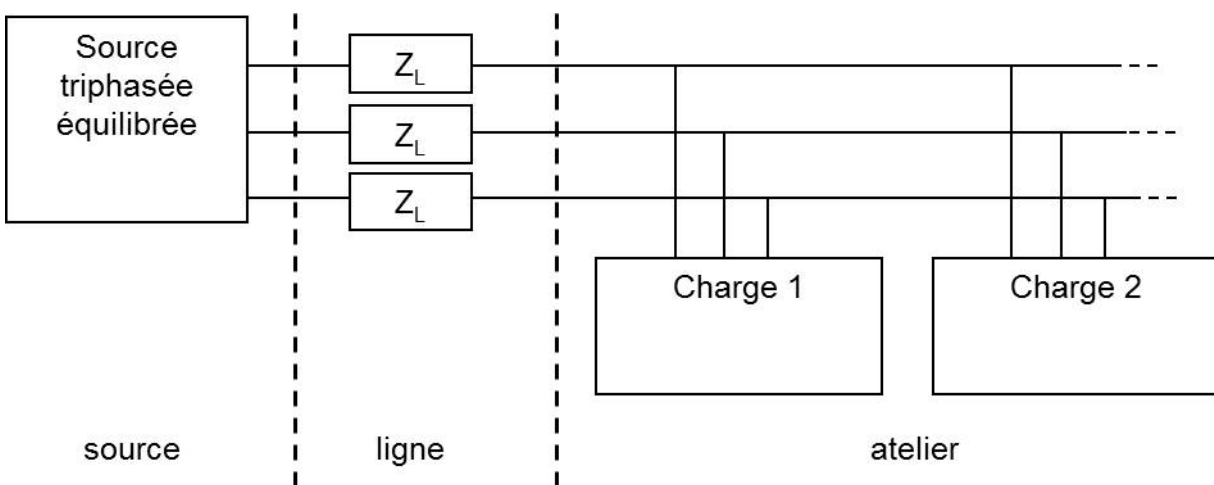 Source
triphasée
équilibrée
Z_L
Z_L
Z_L
Charge 1
Charge 2
source
ligne
atelier